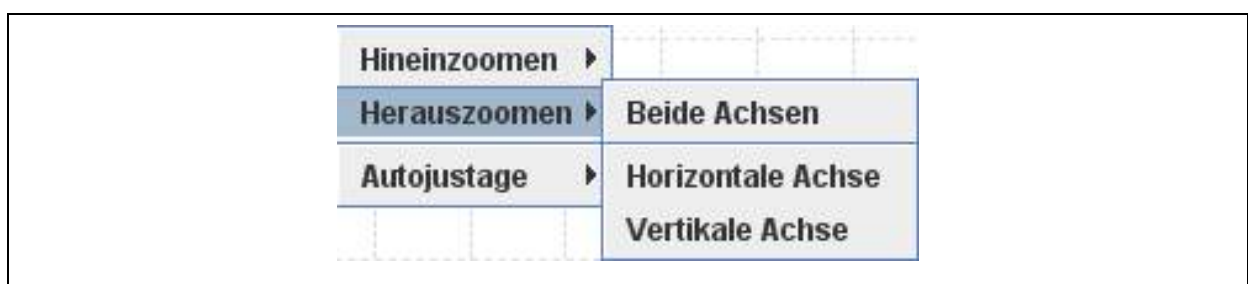 Hineinzoomen
Herauszoomen
Autojustage
Beide Achsen
Horizontale Achse
Vertikale Achse